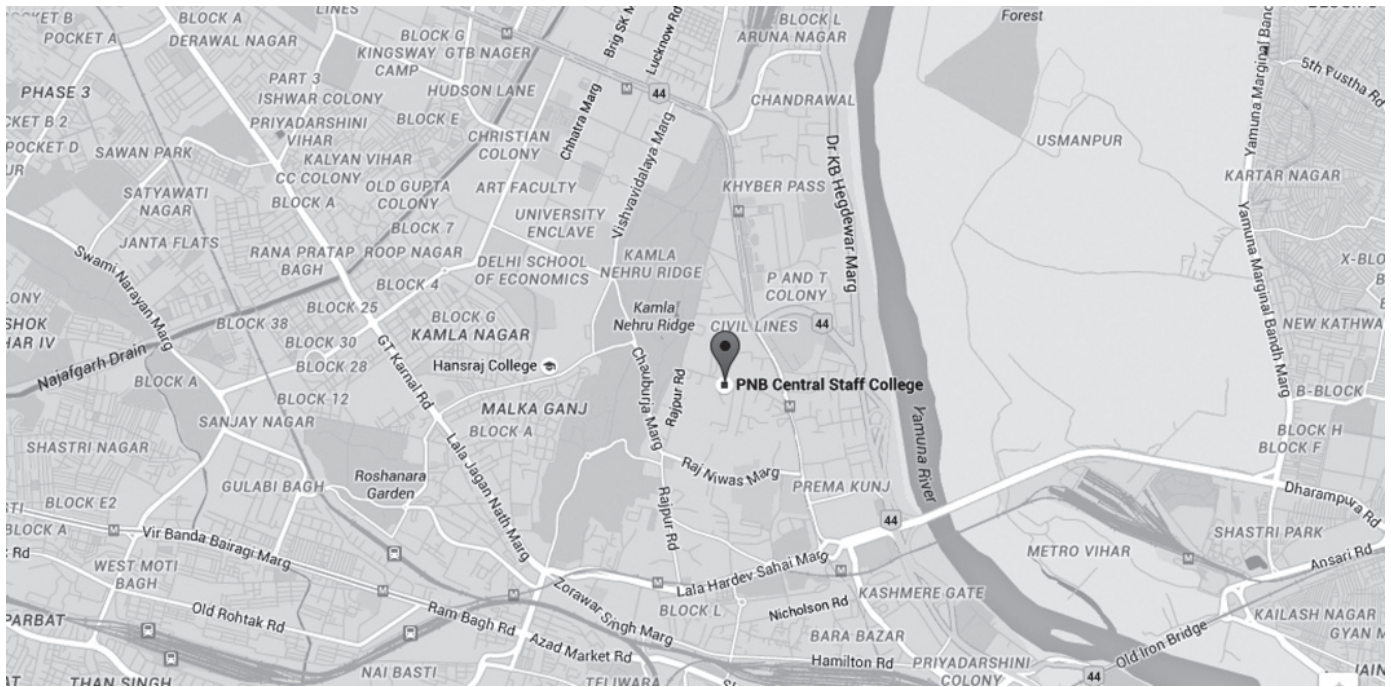 POCKET B
BLOCK A
LINES
BLOCK L
ARUNA NAGAR
Forest
POCKET A
DERAWAL NAGAR
BLOCK G
KINGSWAY
CAMP
GTB NAGER
Brig SK M
Lucknow Rd
Yamuna Marginal Band
5th Pustha Rd
PHASE 3
PART 3
ISHWAR COLONY
HUDSON LANE
44
CHANDRAWAL
CKET B 2
POCKET D
PRIYADARSHINI
VIHAR
BLOCK E
CHRISTIAN
COLONY
Chhatra Marg
Vishvavidalaya Marg
Dr KB Hegdewar Marg
USMANPUR
SAWAN PARK
KALYAN VIHAR
CC COLONY
KARTAR NAGAR
SATYAWATI
NAGAR
BLOCK A
OLD GUPTA
COLONY
ART FACULTY
KHYBER PASS
BLOCK 7
UNIVERSITY
ENCLAVE
Yamuna Marginal Bandh Marg
JANTA FLATS
RANA PRATAP
BAGH
ROOP NAGAR
DELHI SCHOOL
OF ECONOMICS
KAMLA
NEHRU RIDGE
X-BLO
Swami Narayan Marg
BLOCK 4
P AND T
COLONY
LONY
BLOCK 25
BLOCK G
Kamla
Nehru Ridge
SHOK
HAR IV
BLOCK 38
KAMLA NAGAR
CIVIL LINES
44
NEW KATHWA
BLOCK 30
GT Karnal Rd
Najafgarh Drain
BLOCK 28
Hansraj College
Chauburja Marg
Rajpur Rd
PNB Central Staff College
BLOCK A
BLOCK 12
B-BLOCK
SANJAY NAGAR
MALKA GANJ
BLOCK A
Yamuna River
BLOCK H
BLOCK F
SHASTRI NAGAR
Lala Jagan Nath Marg
Roshanara
Garden
Raj Niwas Marg
GULABI BAGH
PREMA KUNJ
Dharampura Rd
BLOCK E2
Rajpur Rd
44
STI
BLOCK A
Vir Banda Bairagi Marg
SHASTRI PARK
METRO VIHAR
Ansari Rd
WEST MOTI
BAGH
Lala Hardev Sahai Marg
KASHMERE GATE
Old Rohtak Rd
Ram Bagh Rd
Zorawar Singh Marg
BLOCK L
Nicholson Rd
KAILASH NAGAR
PARBAT
Azad Market Rd
BARA BAZAR
Old Iron Bridge
GYAN M
NAI BASTI
Hamilton Rd
PRIYADARSHINI
COLONY
44
JAIN
THAN SINGH
TELIWARA